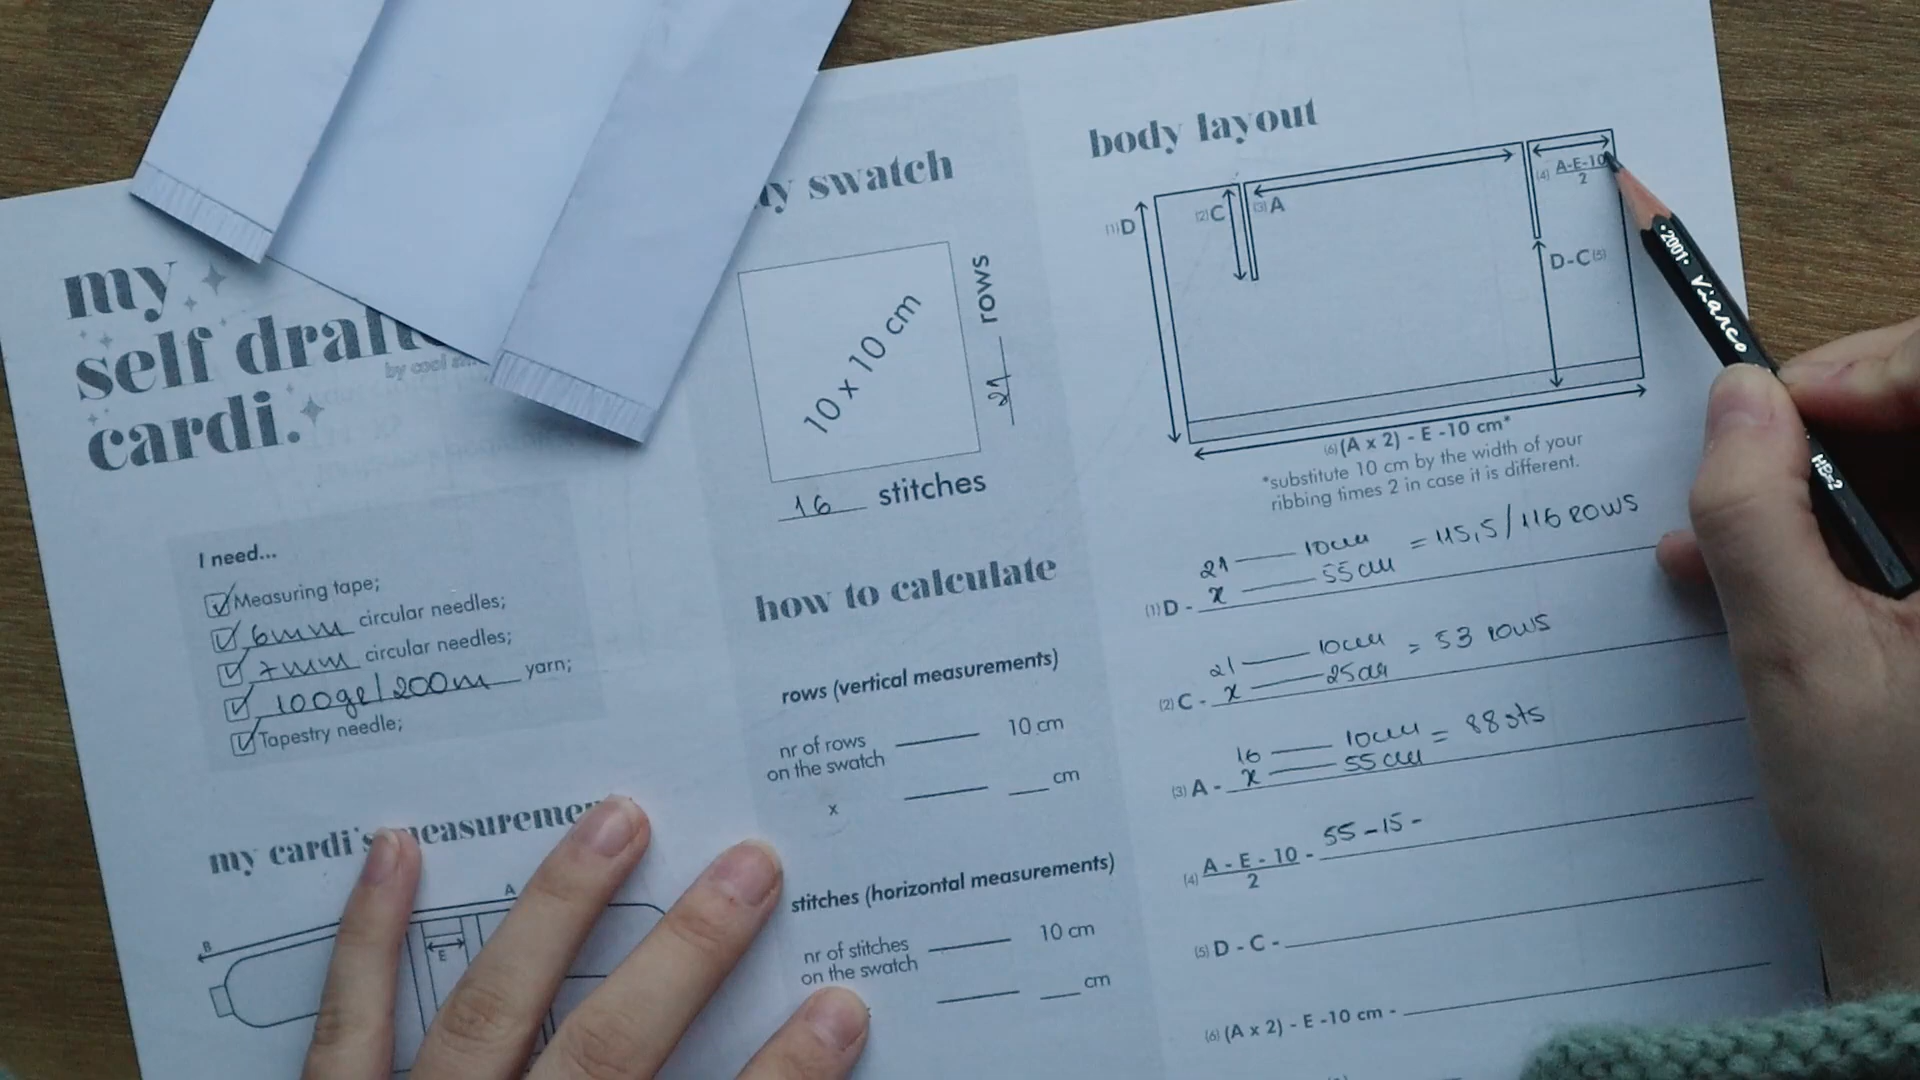 my
self
cardi.
by cool
I need...
Measuring tape;
6mm circular needles;
7mm circular needles;
100gr/200m yarn;
Tapestry needle;
my cardi's measurement
A
B
E
my swatch
10 x 10 cm
21 rows
16 stitches
how to calculate
rows (vertical measurements)
nr of rows
on the swatch
10 cm
x
cm
stitches (horizontal measurements)
nr of stitches
on the swatch
10 cm
cm
body layout
(1) D
(2) C
(3) A
(4) A-E-10
2
D-C (5)
(6) (A x 2) - E -10 cm*
*substitute 10 cm by the width of your
ribbing times 2 in case it is different.
21 — 10cm
(1) D - x — 55cm = 115,5/116 rows
21 — 10cm
(2) C - x — 25cm = 53 rows
16 — 10cm
(3) A - x — 55cm = 88 sts
(4) A - E - 10 - 55 - 15 -
2
(5) D - C -
(6) (A x 2) - E -10 cm -
2001 Viarco
HB=2